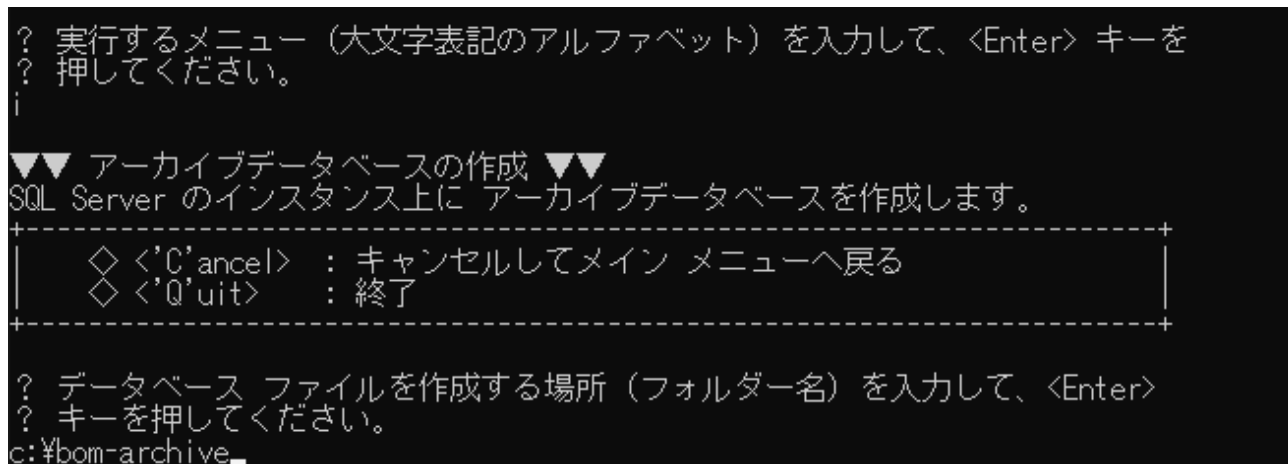 ? 実行するメニュー（大文字表記のアルファベット）を入力して、<Enter> キーを
? 押してください。
i
▼▼ アーカイブデータベースの作成 ▼▼
SQL Server のインスタンス上に アーカイブデータベースを作成します。
+------------------------------------------------------------------------+
| ◇ <'C'ancel> : キャンセルしてメイン メニューへ戻る |
| ◇ <'Q'uit> : 終了 |
+------------------------------------------------------------------------+
? データベース ファイルを作成する場所（フォルダー名）を入力して、<Enter>
? キーを押してください。
c:¥bom-archive_